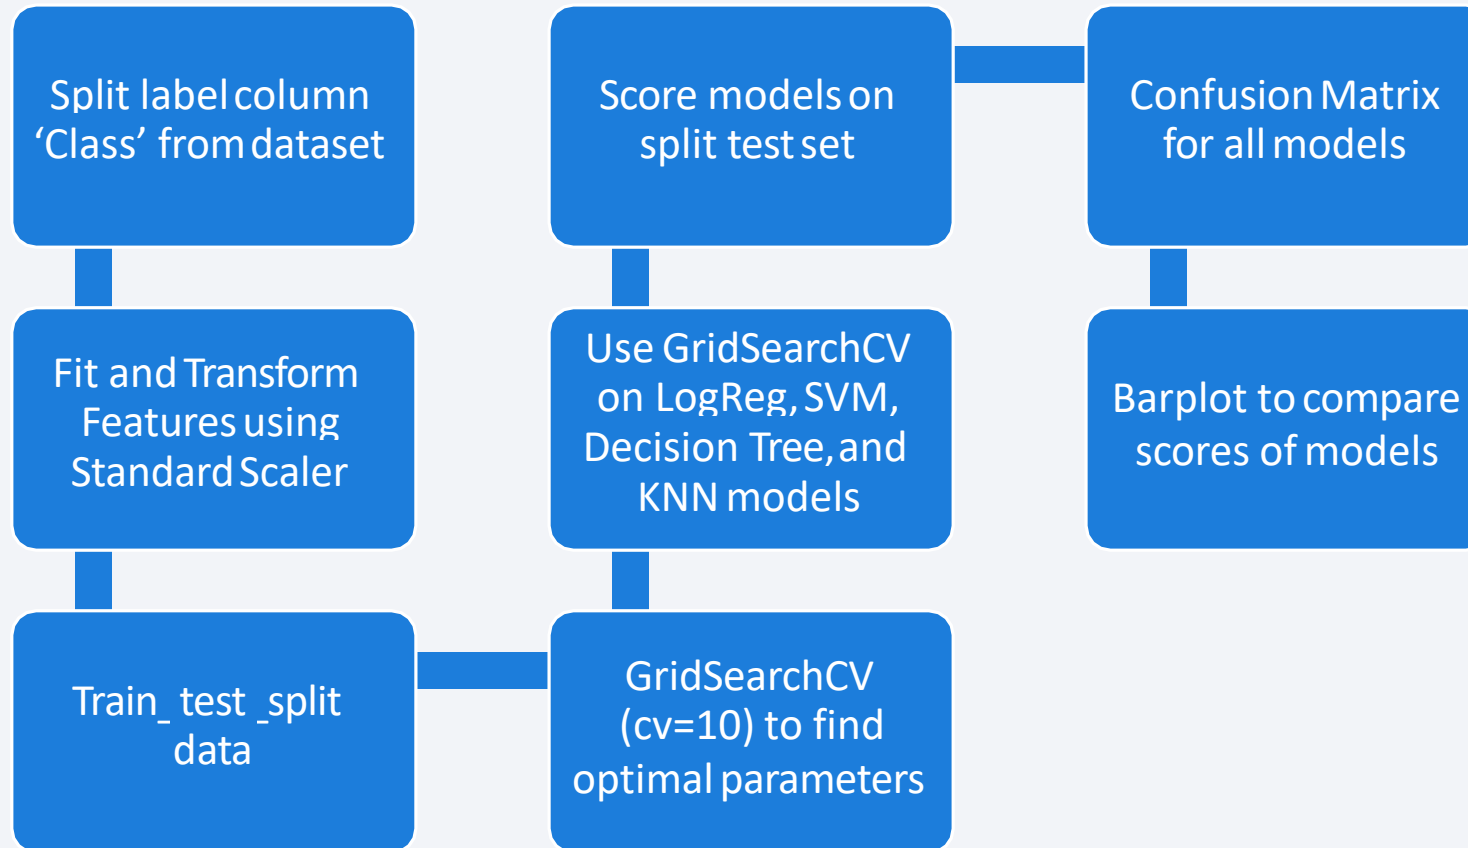 Split label column
‘Class’ from dataset
Fit and Transform
Features using
Standard Scaler
Train_ test _split
data
GridSearchCV
(cv=10) to find
optimal parameters
Use GridSearchCV
on LogReg, SVM,
Decision Tree, and
KNN models
Score models on
split test set
Confusion Matrix
for all models
Barplot to compare
scores of models